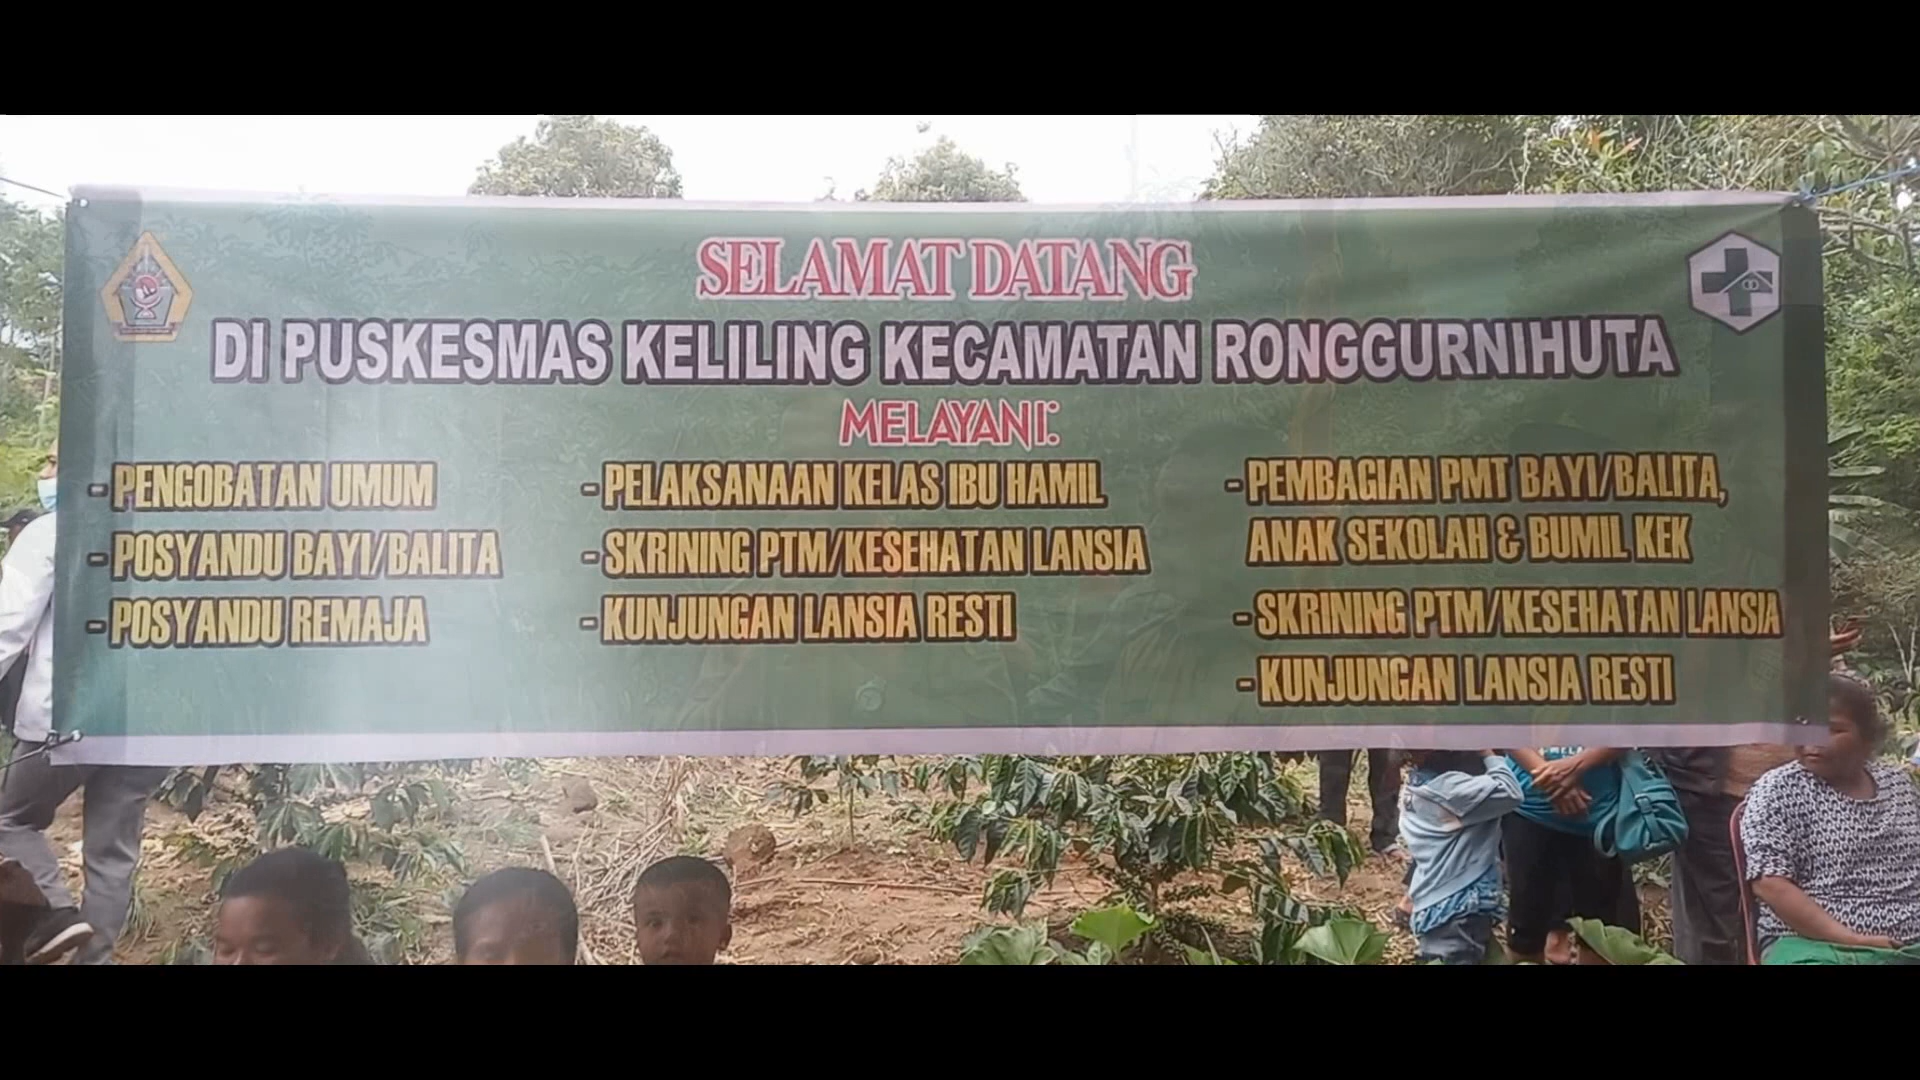 SELAMAT DATANG
DI PUSKESMAS KELILING KECAMATAN RONGGURNIHUTA
MELAYANI:
- PENGOBATAN UMUM
- POSYANDU BAYI/BALITA
- POSYANDU REMAJA
- PELAKSANAAN KELAS IBU HAMIL
- SKRINING PTM/KESEHATAN LANSIA
- KUNJUNGAN LANSIA RESTI
- PEMBAGIAN PMT BAYI/BALITA,
ANAK SEKOLAH & BUMIL KEK
- SKRINING PTM/KESEHATAN LANSIA
- KUNJUNGAN LANSIA RESTI